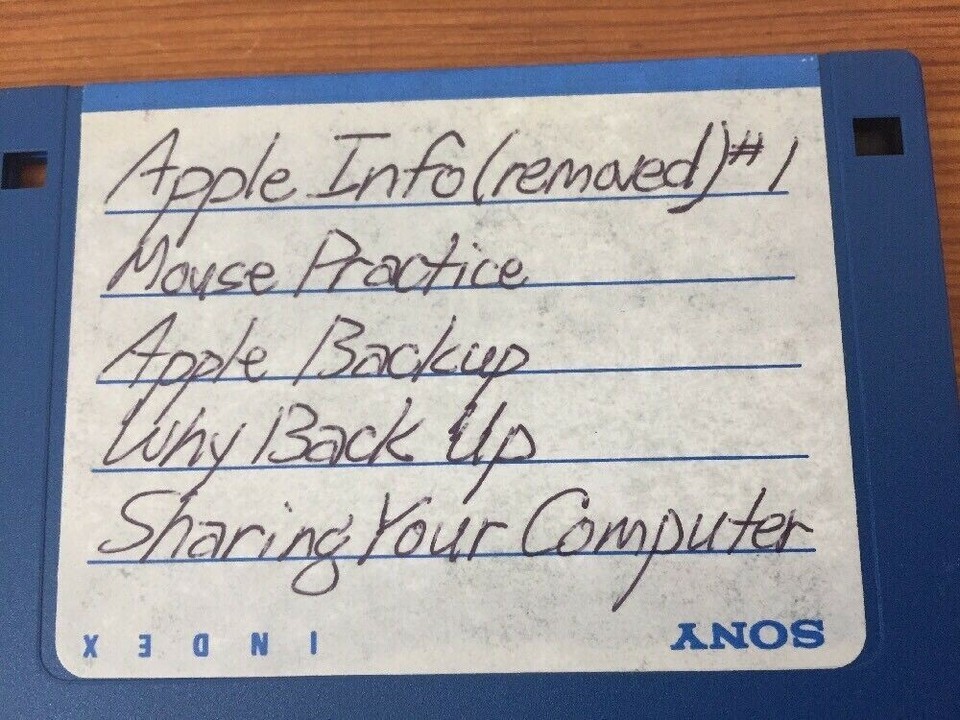 Apple Info (removed) #1
Mouse Practice
Apple Backup
Why Back Up
Sharing Your Computer
INDEX SONY